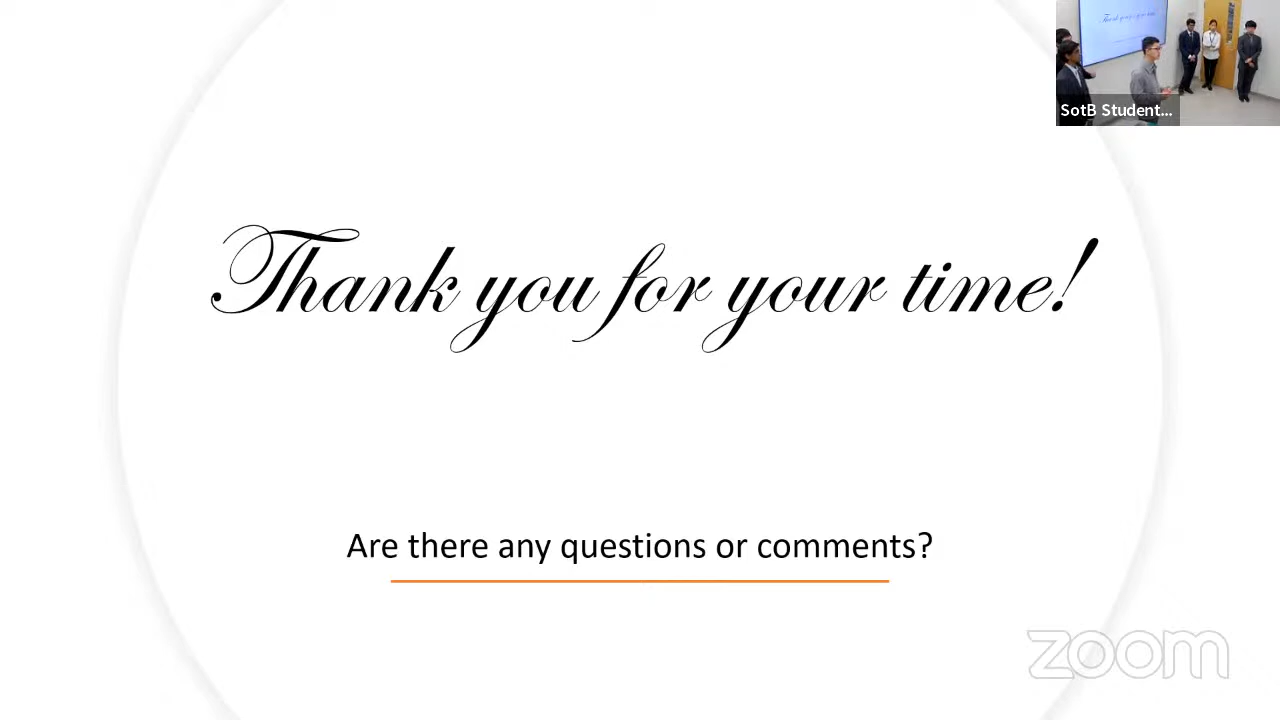 SotB Student...
Thank you for your time!
Are there any questions or comments?
zoom